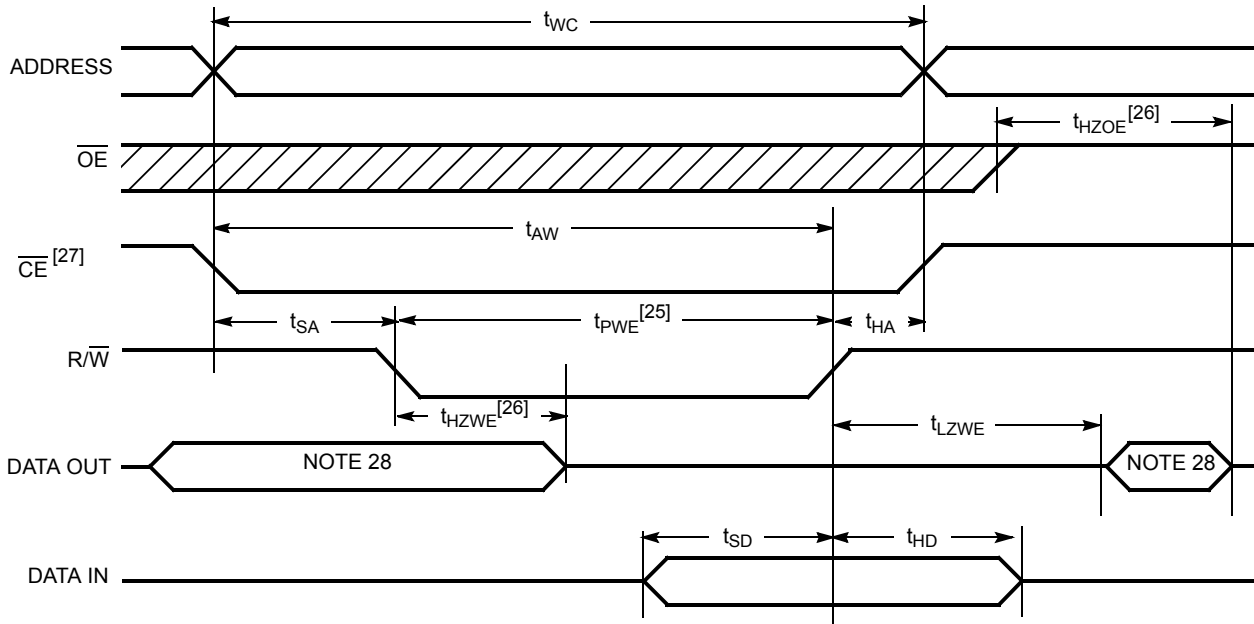 tWC
ADDRESS
tHZOE[26]
OE
tAW
CE [27]
tSA
tPWE[25]
tHA
R/W
tHZWE[26]
tLZWE
DATA OUT
NOTE 28
NOTE 28
tSD
tHD
DATA IN